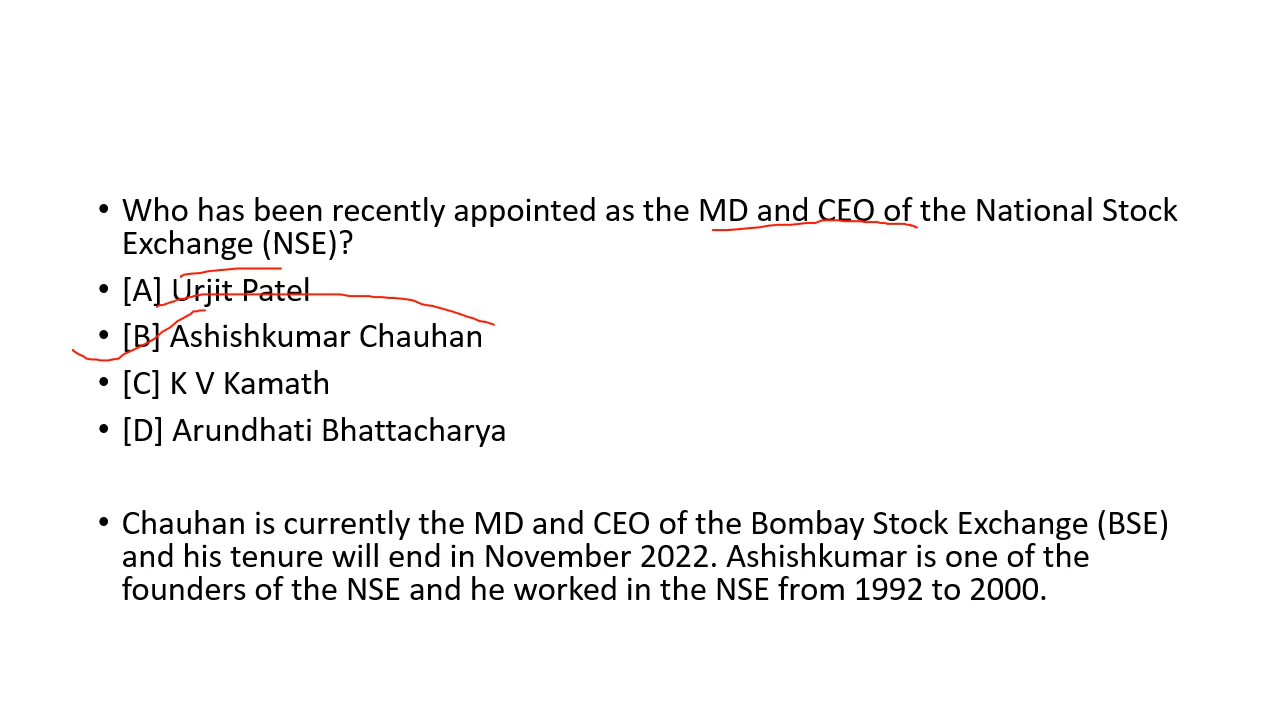 • Who has been recently appointed as the MD and CEO of the National Stock
Exchange (NSE)?
• [A] Urjit Patel
• [B] Ashishkumar Chauhan
• [C] K V Kamath
• [D] Arundhati Bhattacharya
• Chauhan is currently the MD and CEO of the Bombay Stock Exchange (BSE)
and his tenure will end in November 2022. Ashishkumar is one of the
founders of the NSE and he worked in the NSE from 1992 to 2000.